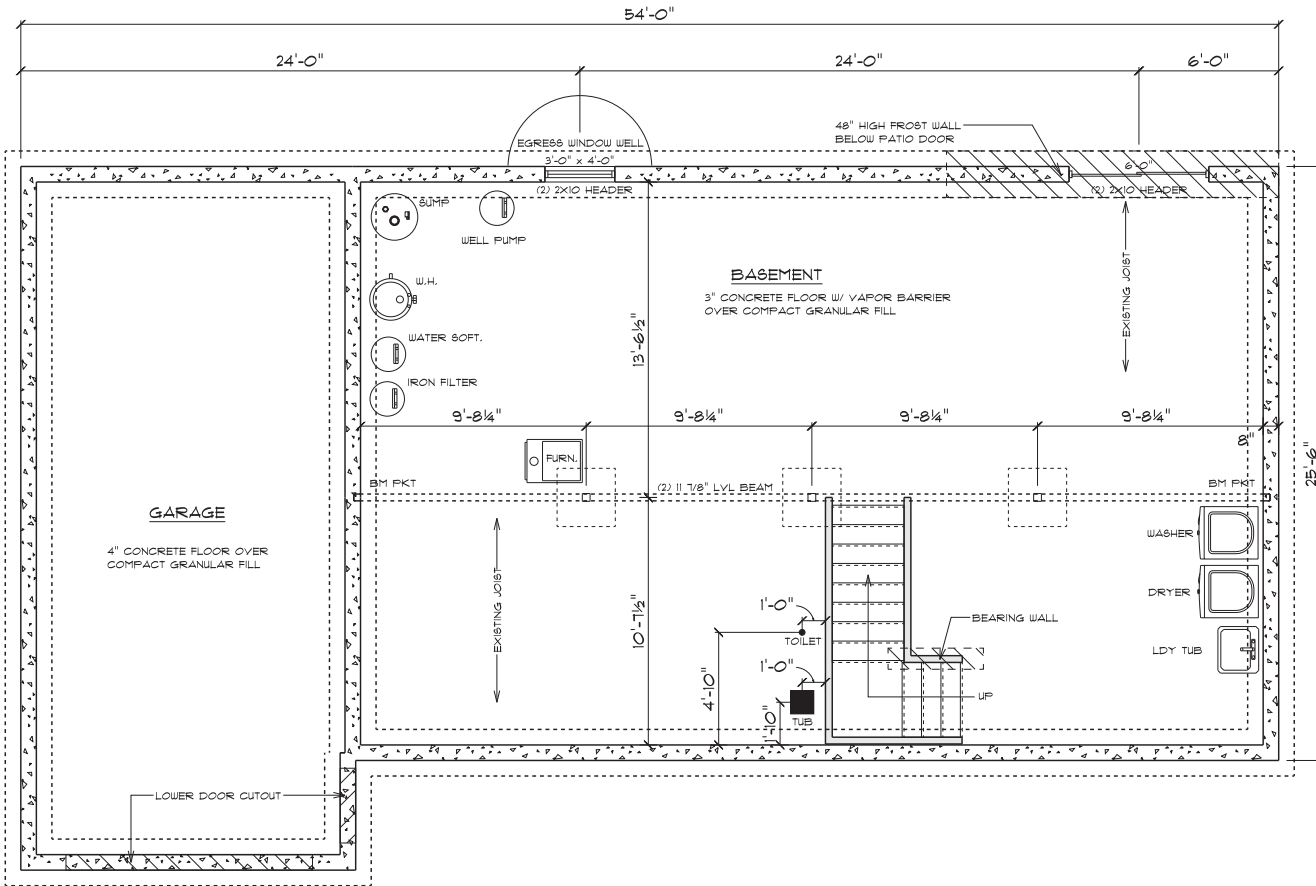 54'-0"
24'-0"
24'-0"
6'-0"
EGRESS WINDOW WELL
3'-0" x 4'-0"
(2) 2X10 HEADER
48" HIGH FROST WALL
BELOW PATIO DOOR
6'-0"
(2) 2X10 HEADER
SUMP
WELL PUMP
W.H.
WATER SOFT.
IRON FILTER
BASEMENT
3" CONCRETE FLOOR W/ VAPOR BARRIER
OVER COMPACT GRANULAR FILL
EXISTING JOIST
13'-6½"
9'-8¼"
9'-8¼"
9'-8¼"
9'-8¼"
8"
25'-6"
FURN.
BM PKT
(2) 11 7/8" LVL BEAM
BM PKT
GARAGE
4" CONCRETE FLOOR OVER
COMPACT GRANULAR FILL
EXISTING JOIST
10'-7½"
WASHER
DRYER
LDY TUB
1'-0"
TOILET
BEARING WALL
1'-0"
4'-10"
UP
1'-10"
TUB
LOWER DOOR CUTOUT